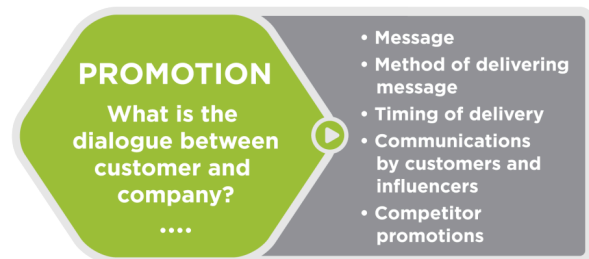 PROMOTION
What is the
dialogue between
customer and
company?
....
• Message
• Method of delivering
message
• Timing of delivery
• Communications
by customers and
influencers
• Competitor
promotions